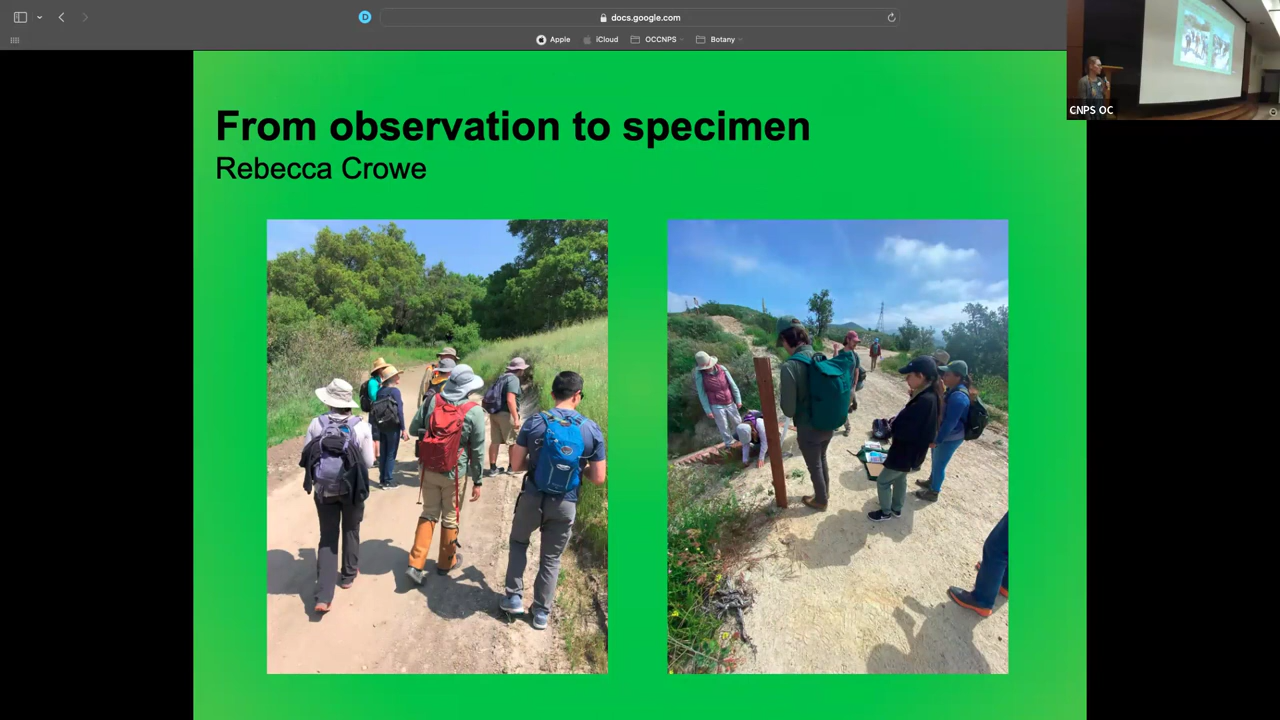 docs.google.com
Apple
iCloud
OCCNPS
Botany
CNPS OC
From observation to specimen
Rebecca Crowe